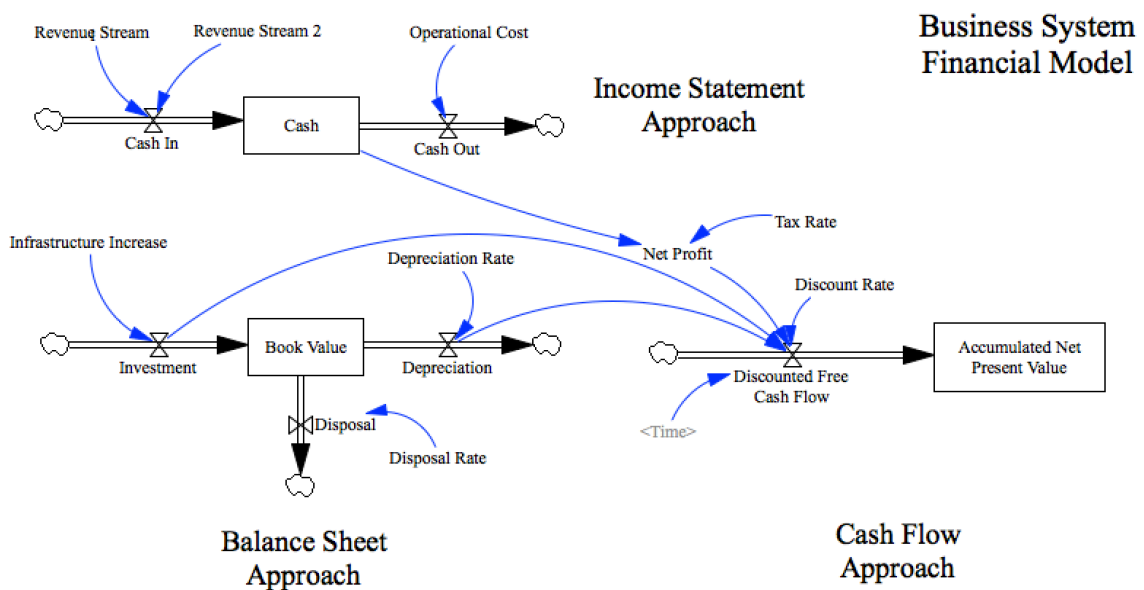 Business System
Financial Model
Revenue Stream
Revenue Stream 2
Operational Cost
Income Statement
Approach
Cash
Cash In
Cash Out
Tax Rate
Infrastructure Increase
Depreciation Rate
Net Profit
Discount Rate
Book Value
Investment
Depreciation
Accumulated Net
Present Value
Discounted Free
Cash Flow
Disposal
<Time>
Disposal Rate
Balance Sheet
Approach
Cash Flow
Approach